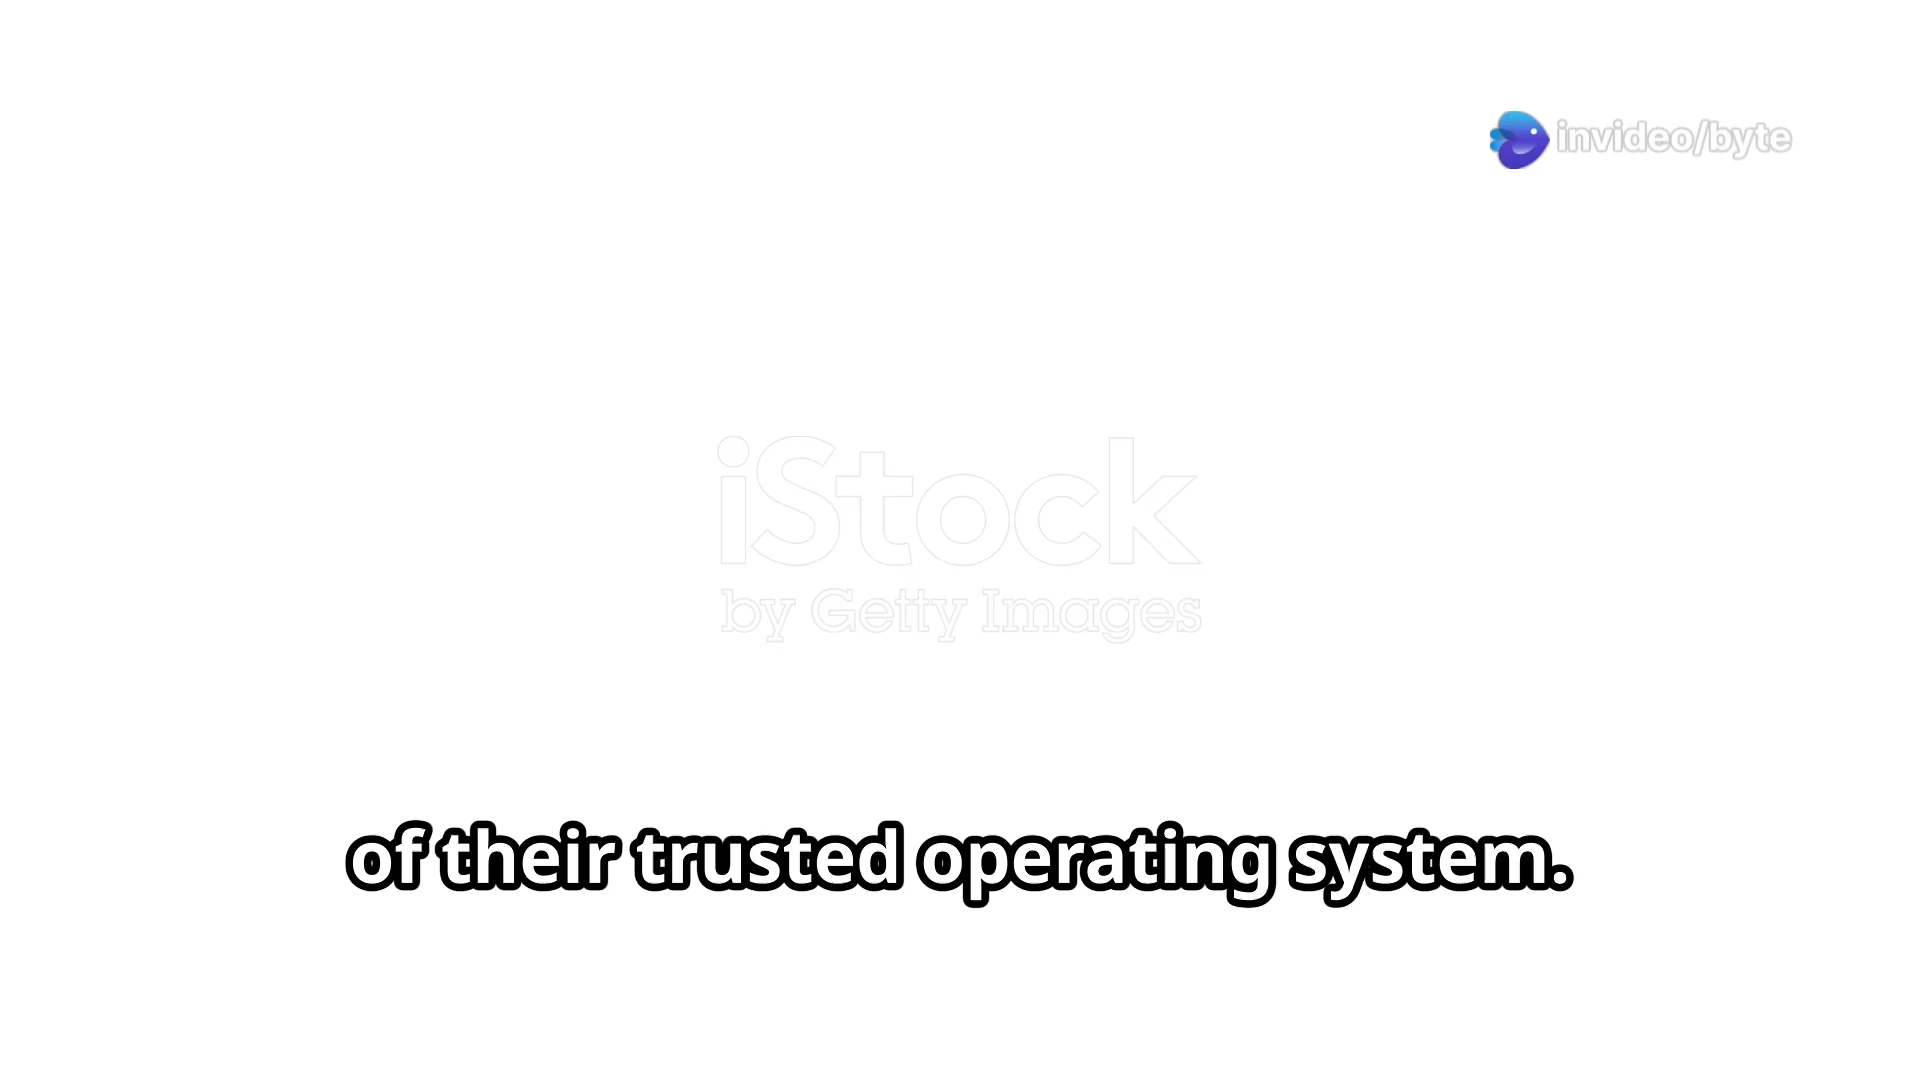 invideo/byte
iStock
by Getty Images
of their trusted operating system.